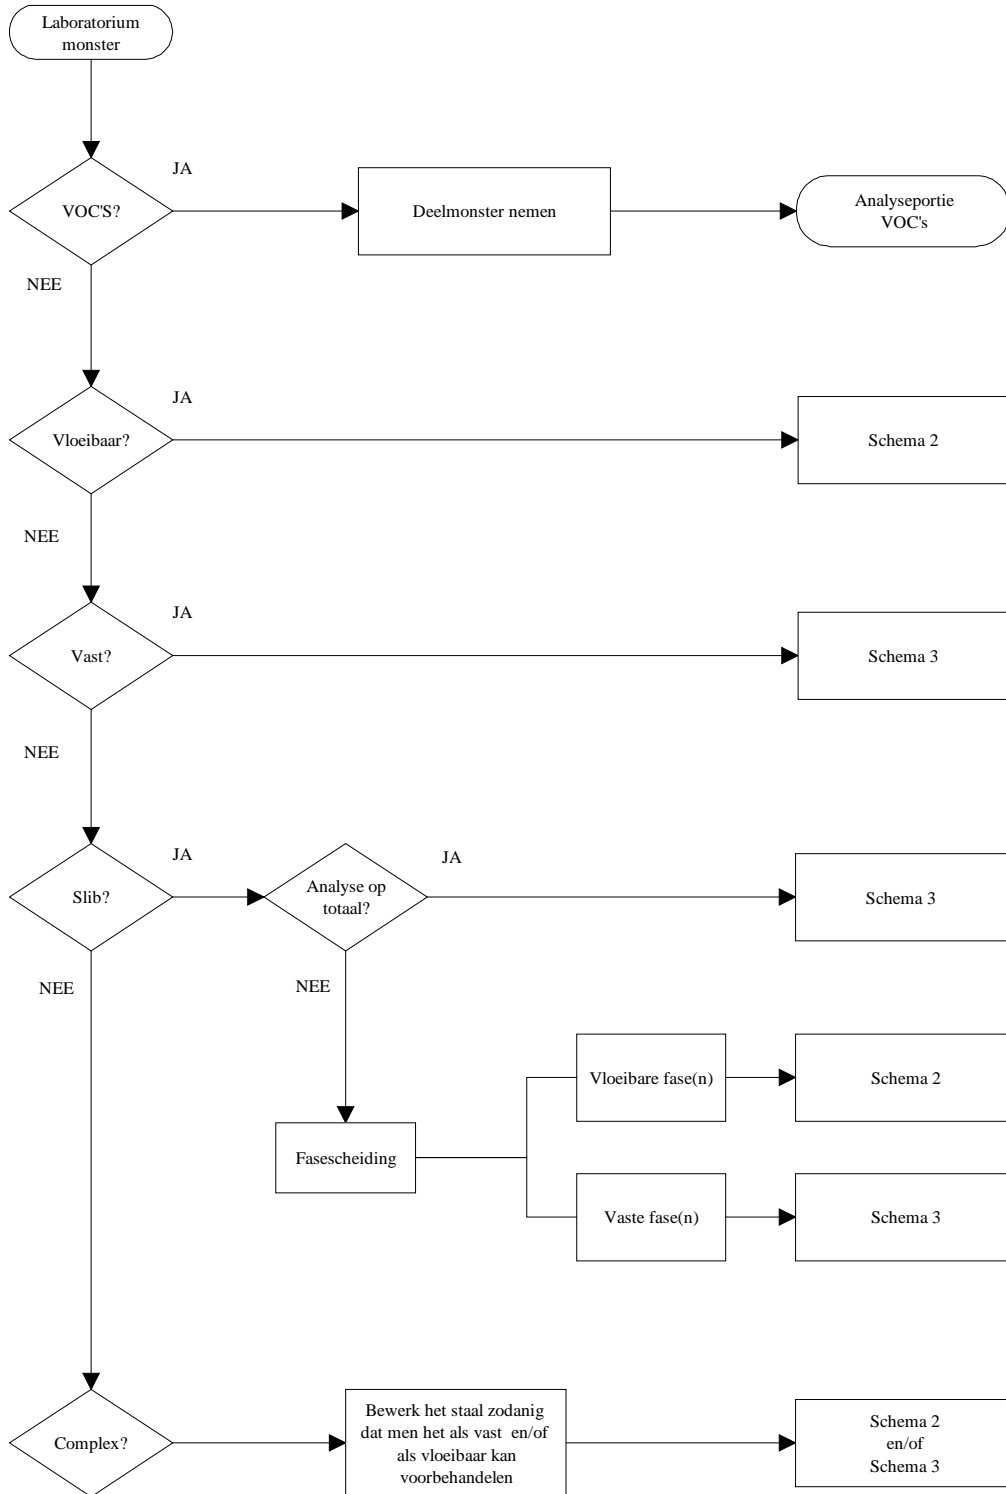 Laboratorium
monster
JA
VOC'S?
Deelmonster nemen
Analyseportie
VOC's
NEE
JA
Vloeibaar?
Schema 2
NEE
JA
Vast?
Schema 3
NEE
JA
JA
Slib?
Analyse op
totaal?
Schema 3
NEE
NEE
Vloeibare fase(n)
Schema 2
Fasescheiding
Vaste fase(n)
Schema 3
Complex?
Bewerk het staal zodanig
dat men het als vast en/of
als vloeibaar kan
voorbehandelen
Schema 2
en/of
Schema 3